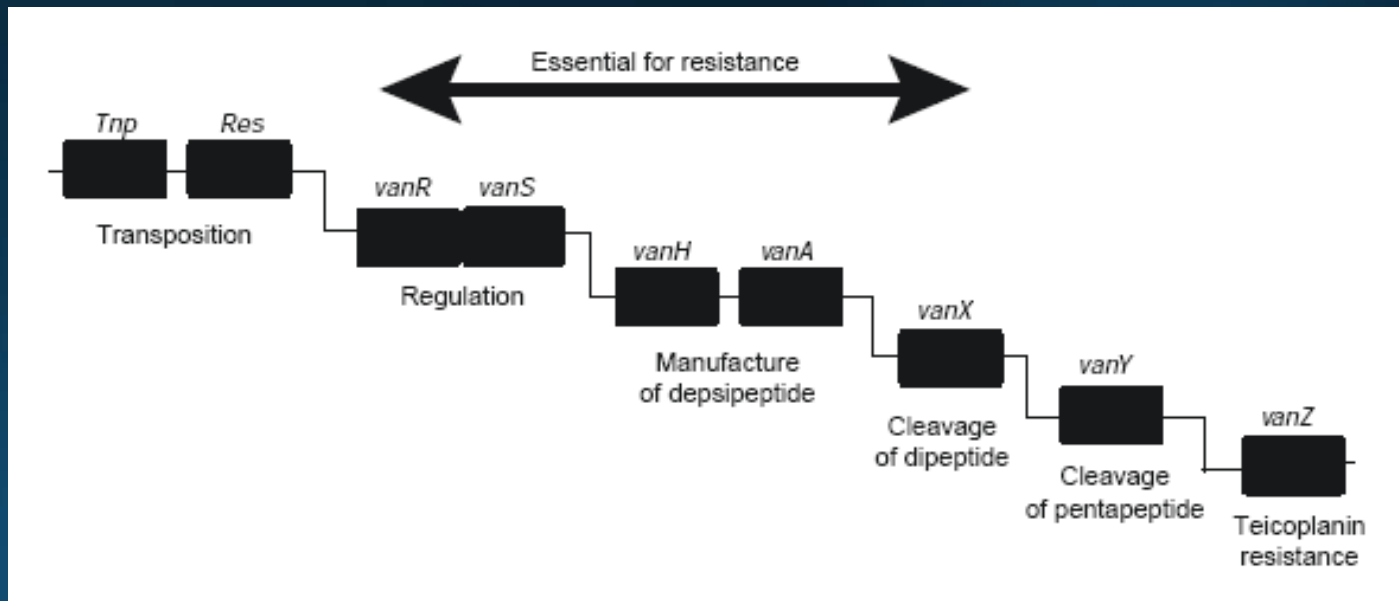 Essential for resistance
Tnp
Res
Transposition
vanR
vanS
Regulation
vanH
vanA
Manufacture
of depsipeptide
vanX
Cleavage
of dipeptide
vanY
Cleavage
of pentapeptide
vanZ
Teicoplanin
resistance